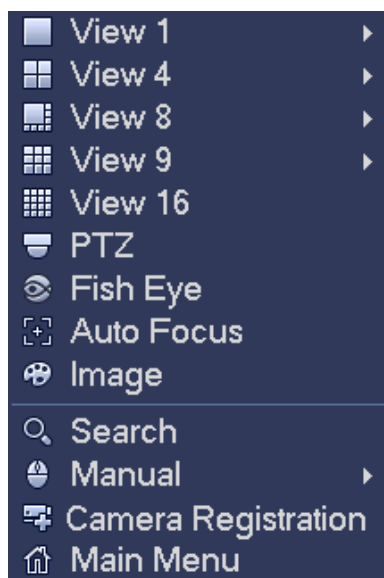 View 1
View 4
View 8
View 9
View 16
PTZ
Fish Eye
Auto Focus
Image
Search
Manual
Camera Registration
Main Menu